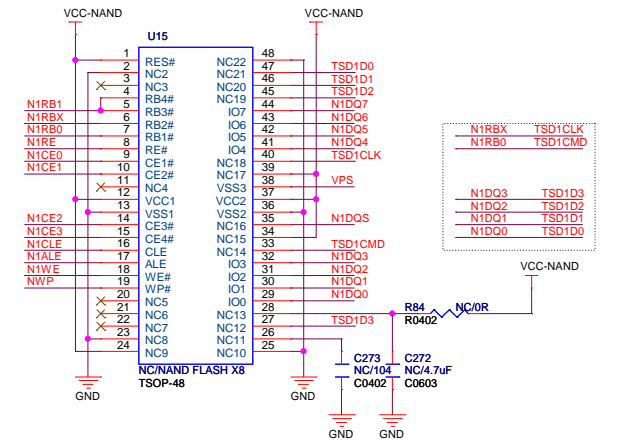 VCC-NAND VCC-NAND
U15
1 RES# NC22 48
2 NC2 NC21 47 TSD1D0
3 NC3 NC20 46 TSD1D1
4 RB4# NC19 45 TSD1D2
N1RB1 5 RB3# IO7 44 N1DQ7
N1RBX 6 RB2# IO6 43 N1DQ6 N1RBX TSD1CLK
N1RB0 7 RB1# IO5 42 N1DQ5 N1RB0 TSD1CMD
N1RE 8 RE# IO4 41 N1DQ4
N1CE0 9 CE1# NC18 40 TSD1CLK
N1CE1 10 CE2# NC17 39
11 NC4 VSS3 38 VPS
12 VCC1 VCC2 37 N1DQ3 TSD1D3
13 VSS1 VSS2 36 N1DQ2 TSD1D2
N1CE2 14 CE3# NC16 35 N1DQS N1DQ1 TSD1D1
N1CE3 15 CE4# NC15 34 N1DQ0 TSD1D0
N1CLE 16 CLE NC14 33 TSD1CMD
N1ALE 17 ALE IO3 32 N1DQ3
N1WE 18 WE# IO2 31 N1DQ2 VCC-NAND
NWP 19 WP# IO1 30 N1DQ1
20 NC5 IO0 29 N1DQ0
21 NC6 NC13 28 R84 NC/0R
22 NC7 NC12 27 TSD1D3 R0402
23 NC8 NC11 26
24 NC9 NC10 25
NC/NAND FLASH X8 C273 C272
TSOP-48 NC/104 NC/4.7uF
C0402 C0603
GND GND
GND GND